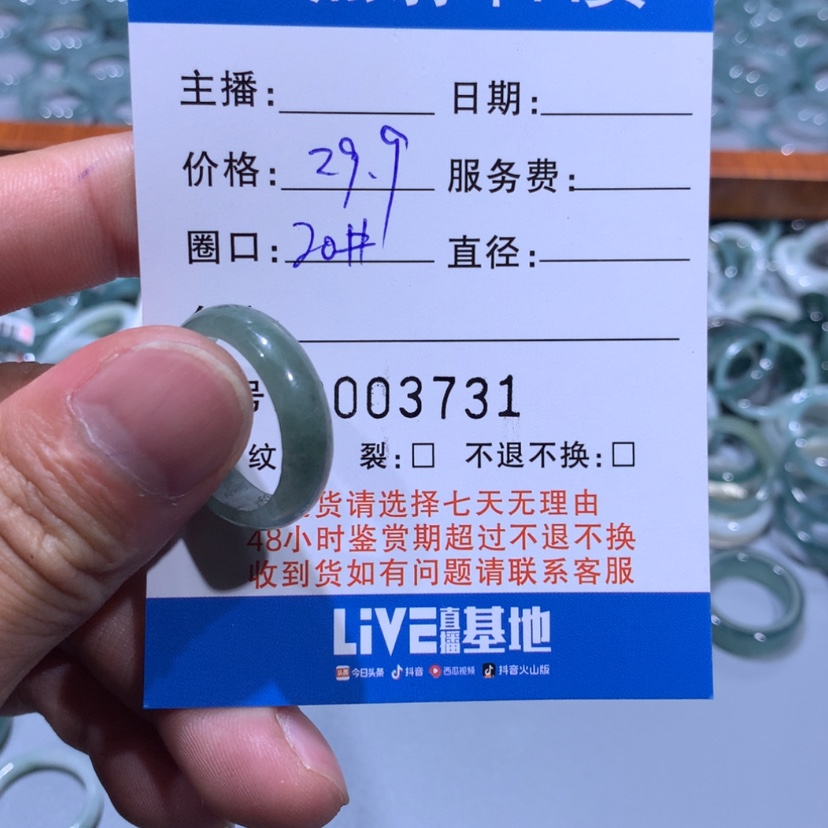 主播: 日期:
价格: 29.9 服务费:
圈口: 20# 直径:
号 003731
纹 裂:□ 不退不换:□
货请选择七天无理由
48小时鉴赏期超过不退不换
收到货如有问题请联系客服
LiVE直播基地
今日头条 抖音 西瓜视频 抖音火山版